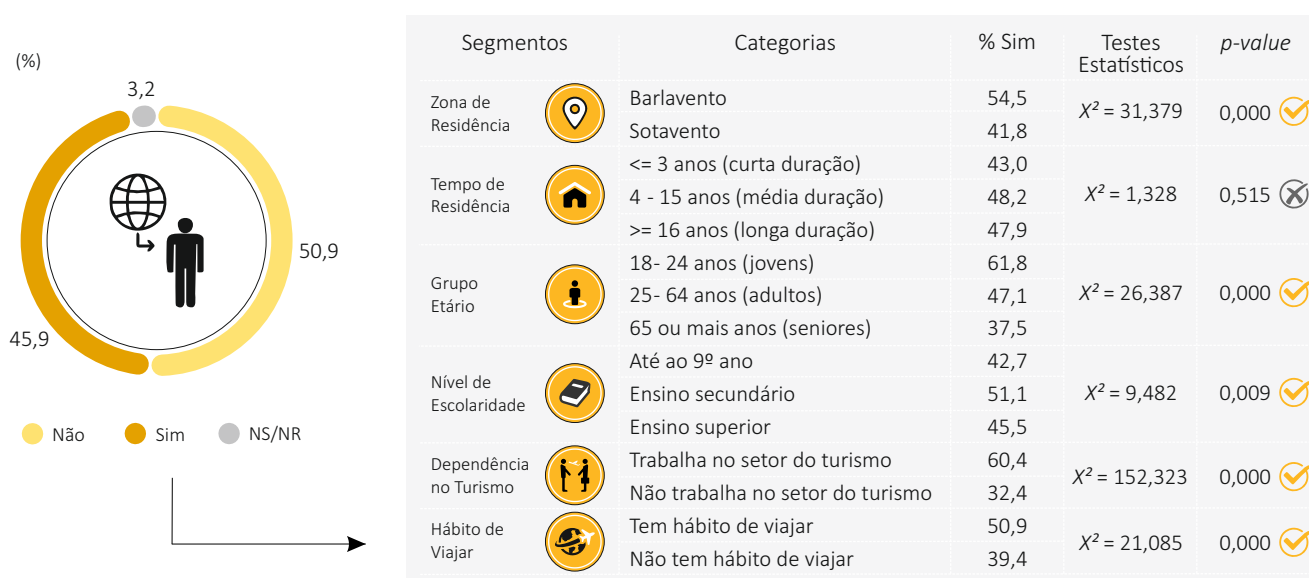 (%)
3,2
50,9
45,9
Não Sim NS/NR
Segmentos Categorias % Sim Testes Estatísticos p-value
Zona de Residência
Barlavento 54,5
Sotavento 41,8
X² = 31,379 0,000
Tempo de Residência
<= 3 anos (curta duração) 43,0
4 - 15 anos (média duração) 48,2
>= 16 anos (longa duração) 47,9
X² = 1,328 0,515
Grupo Etário
18- 24 anos (jovens) 61,8
25- 64 anos (adultos) 47,1
65 ou mais anos (seniores) 37,5
X² = 26,387 0,000
Nível de Escolaridade
Até ao 9º ano 42,7
Ensino secundário 51,1
Ensino superior 45,5
X² = 9,482 0,009
Dependência no Turismo
Trabalha no setor do turismo 60,4
Não trabalha no setor do turismo 32,4
X² = 152,323 0,000
Hábito de Viajar
Tem hábito de viajar 50,9
Não tem hábito de viajar 39,4
X² = 21,085 0,000